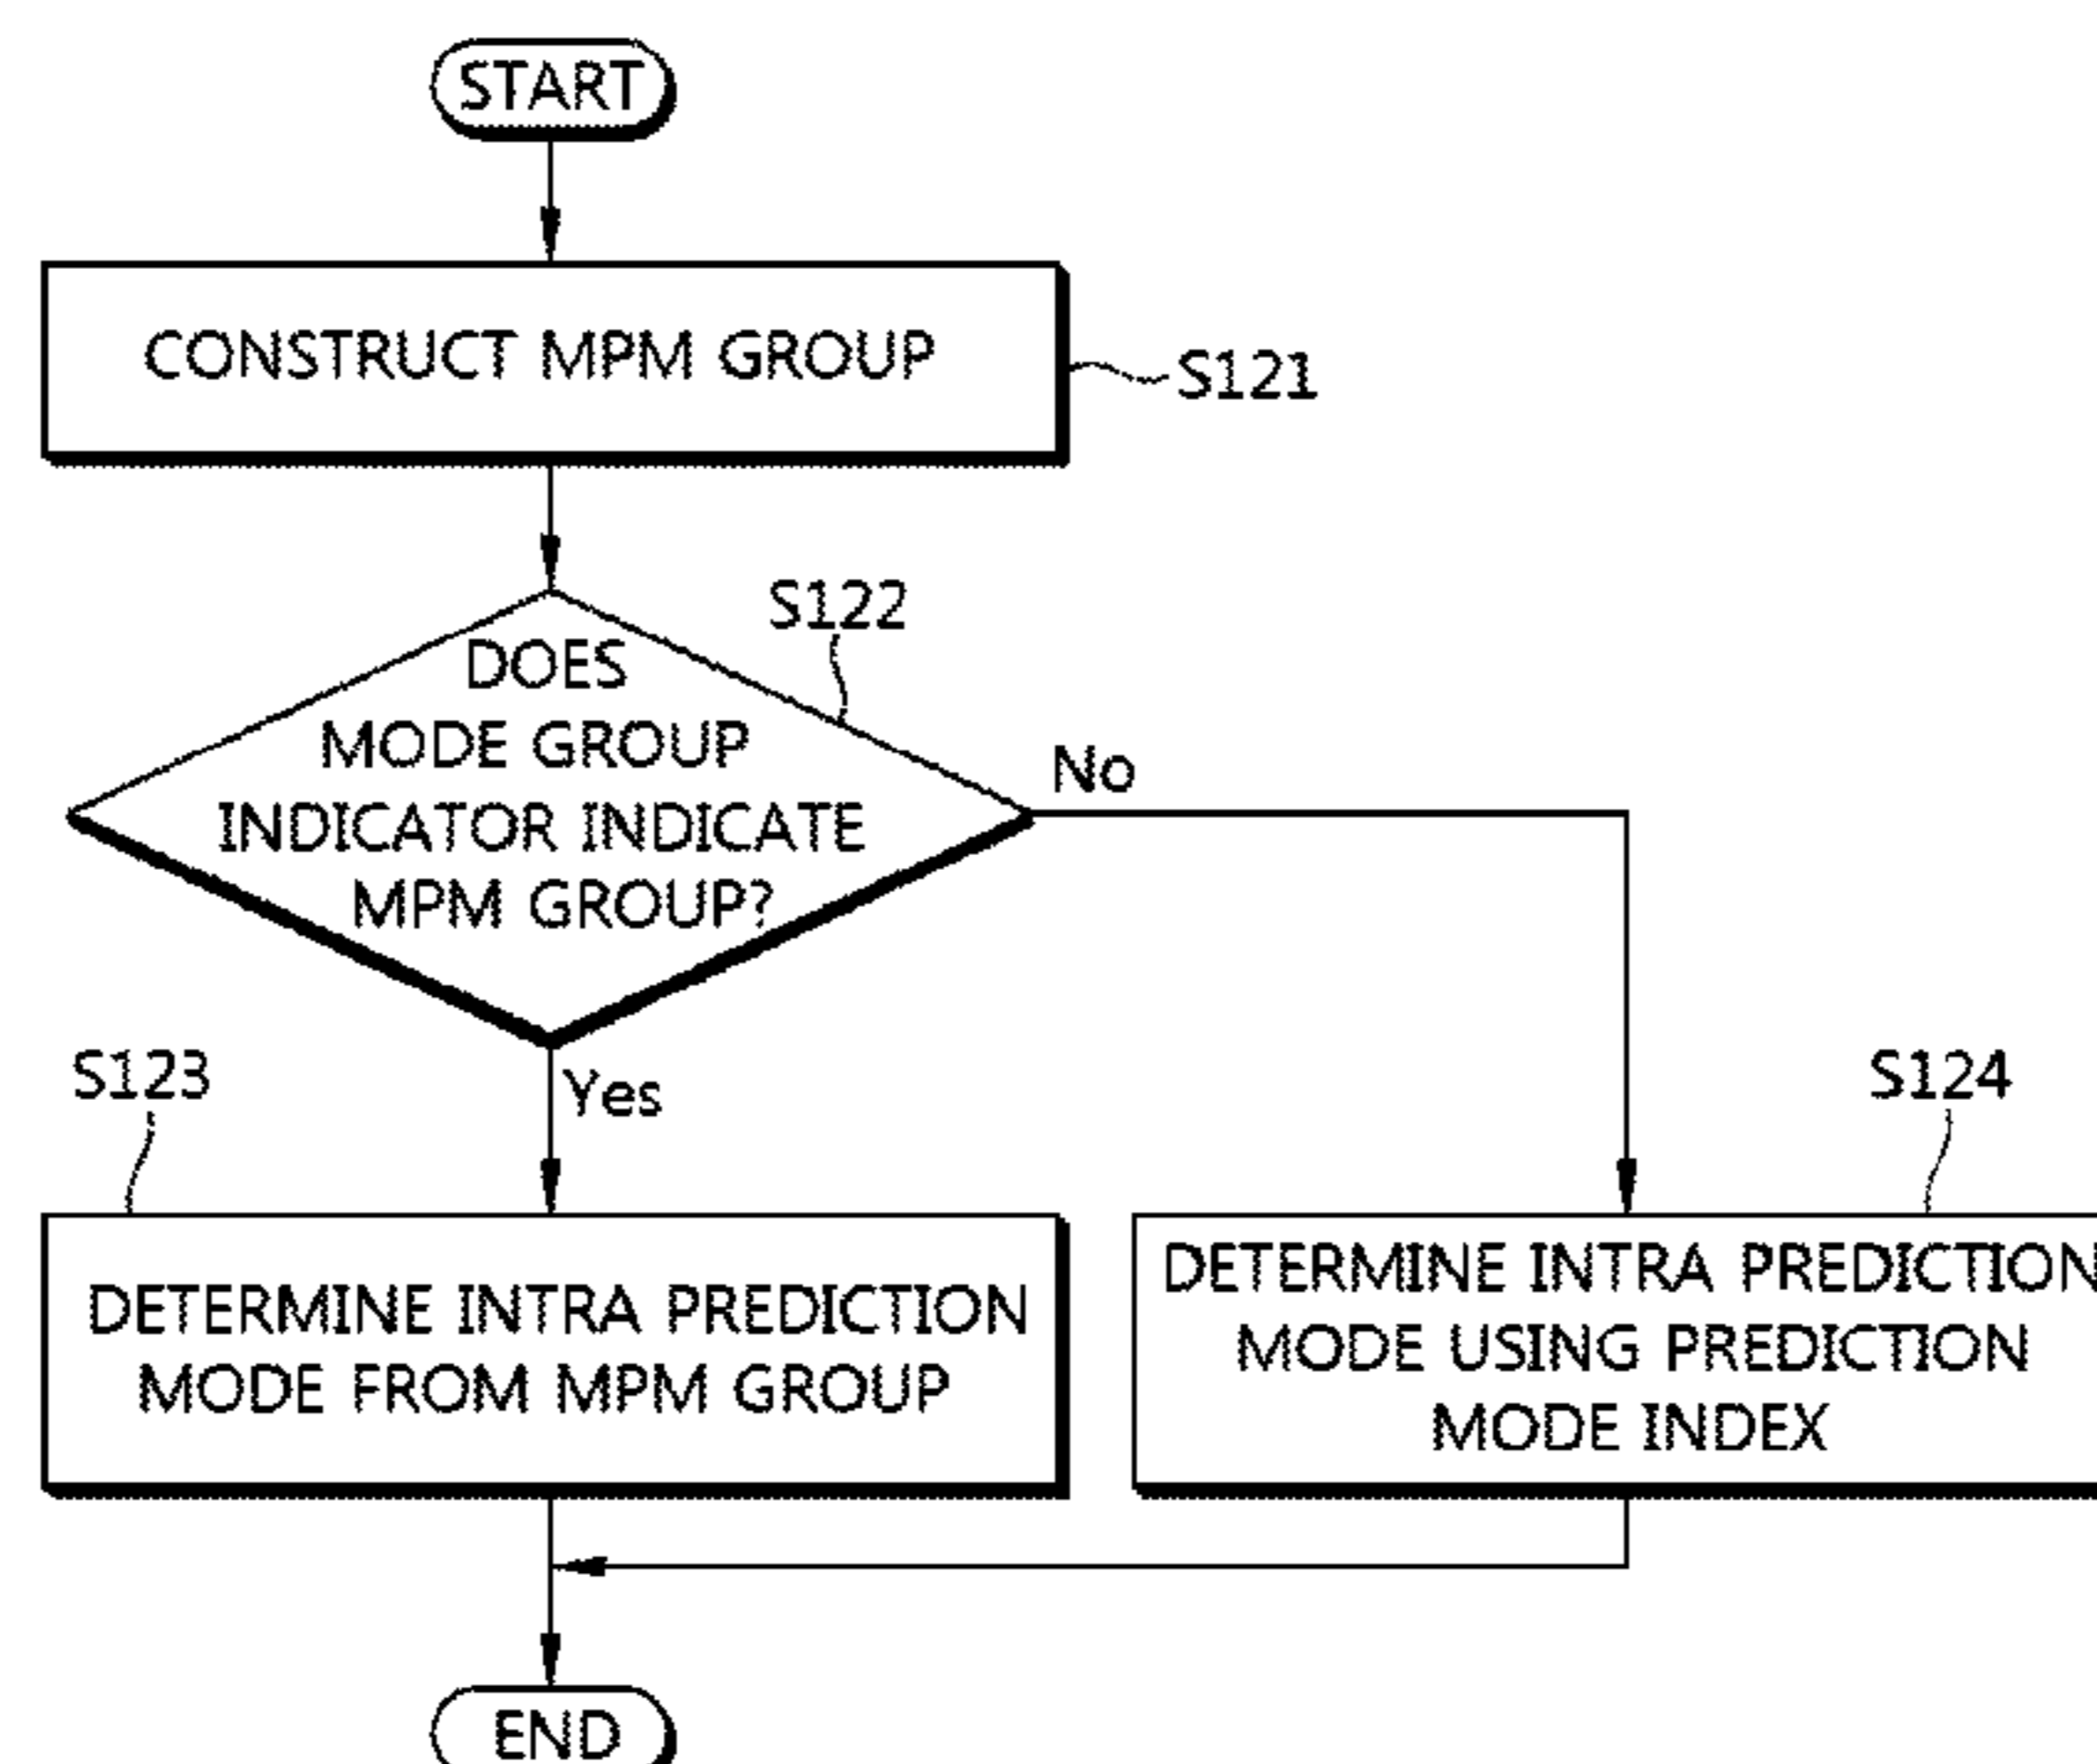 START
CONSTRUCT MPM GROUP
S121
S122
DOES
MODE GROUP
INDICATOR INDICATE
MPM GROUP?
No
Yes
S123
DETERMINE INTRA PREDICTION
MODE FROM MPM GROUP
S124
DETERMINE INTRA PREDICTION
MODE USING PREDICTION
MODE INDEX
END